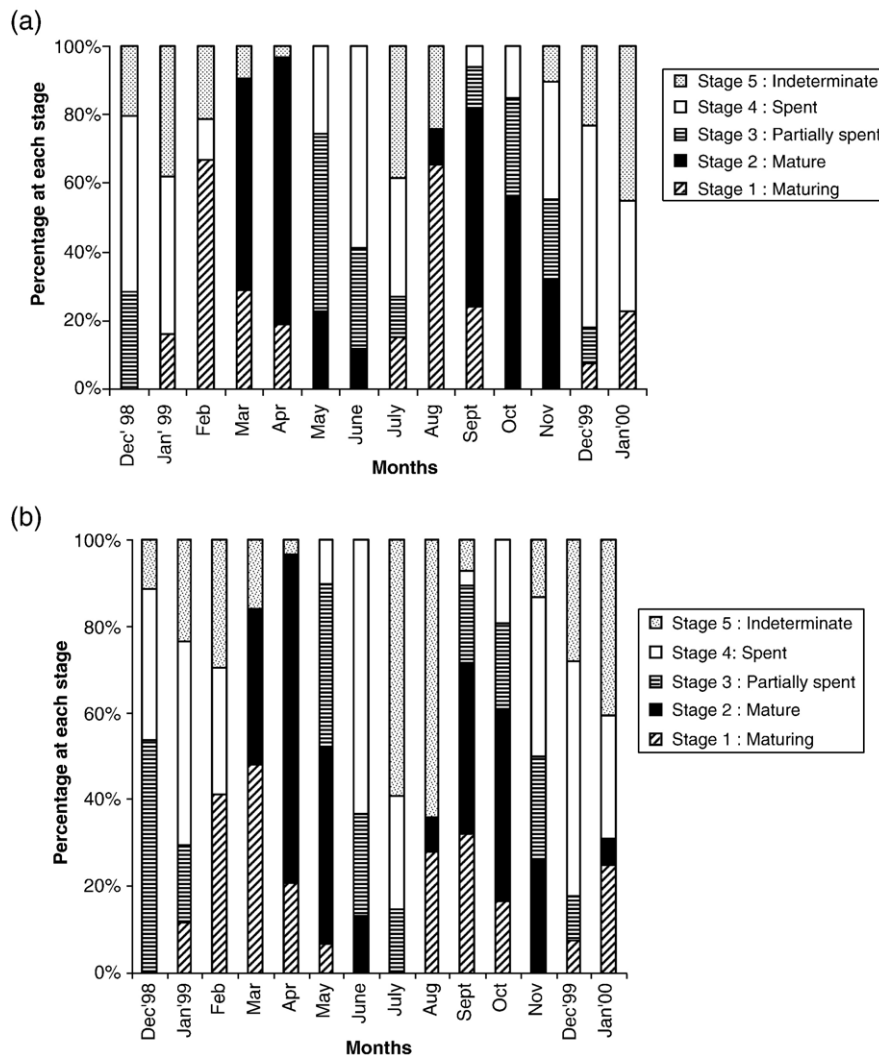 (a)
100%
80%
60%
40%
20%
0%
Percentage at each stage
Dec' 98
Jan' 99
Feb
Mar
Apr
May
June
July
Aug
Sept
Oct
Nov
Dec'99
Jan'00
Months
Stage 5 : Indeterminate
Stage 4 : Spent
Stage 3 : Partially spent
Stage 2 : Mature
Stage 1 : Maturing
(b)
100%
80%
60%
40%
20%
0%
Percentage at each stage
Dec'98
Jan'99
Feb
Mar
Apr
May
June
July
Aug
Sept
Oct
Nov
Dec'99
Jan'00
Months
Stage 5 : Indeterminate
Stage 4: Spent
Stage 3 : Partially spent
Stage 2 : Mature
Stage 1 : Maturing